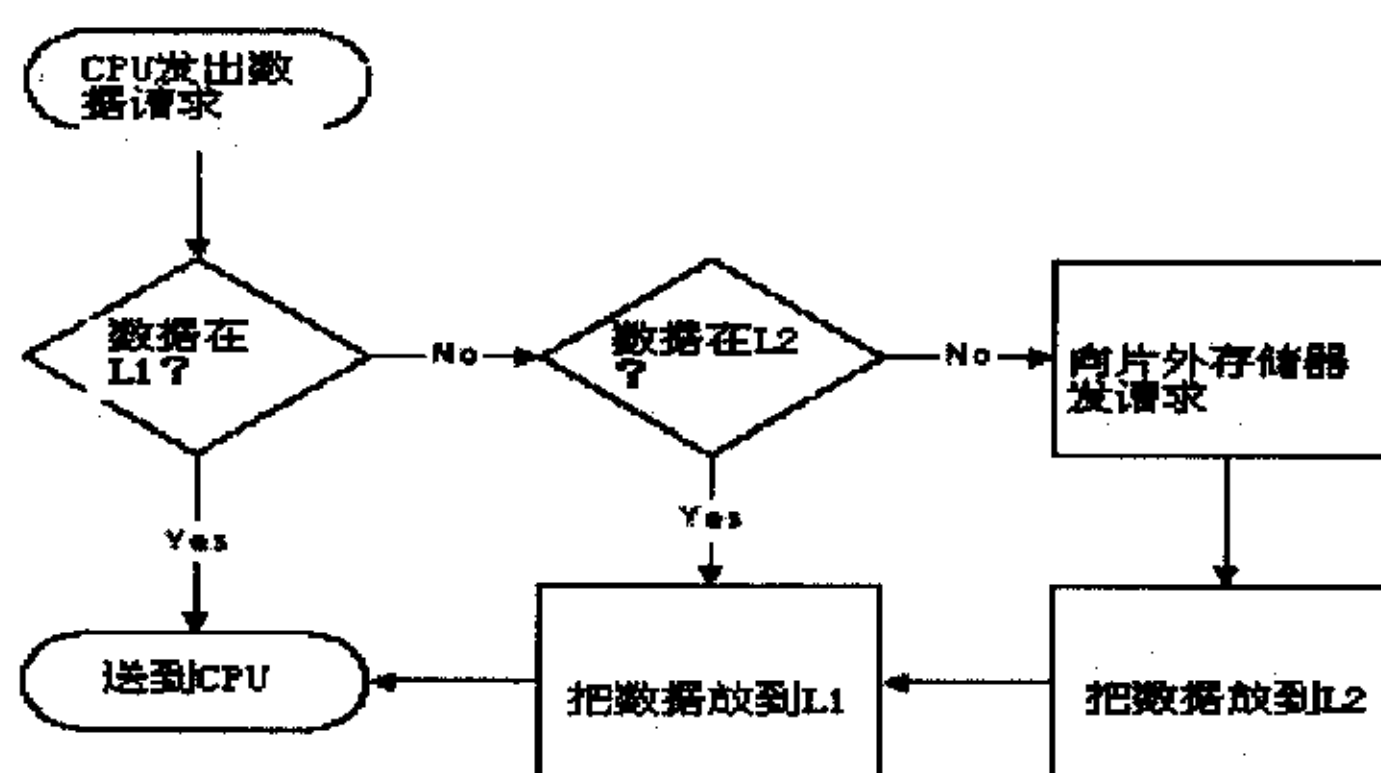 CPU发出数
据请求
数据在
L1?
No
数据在L2
?
No
向片外存储器
发请求
Yes
Yes
送到CPU
把数据放到L1
把数据放到L2